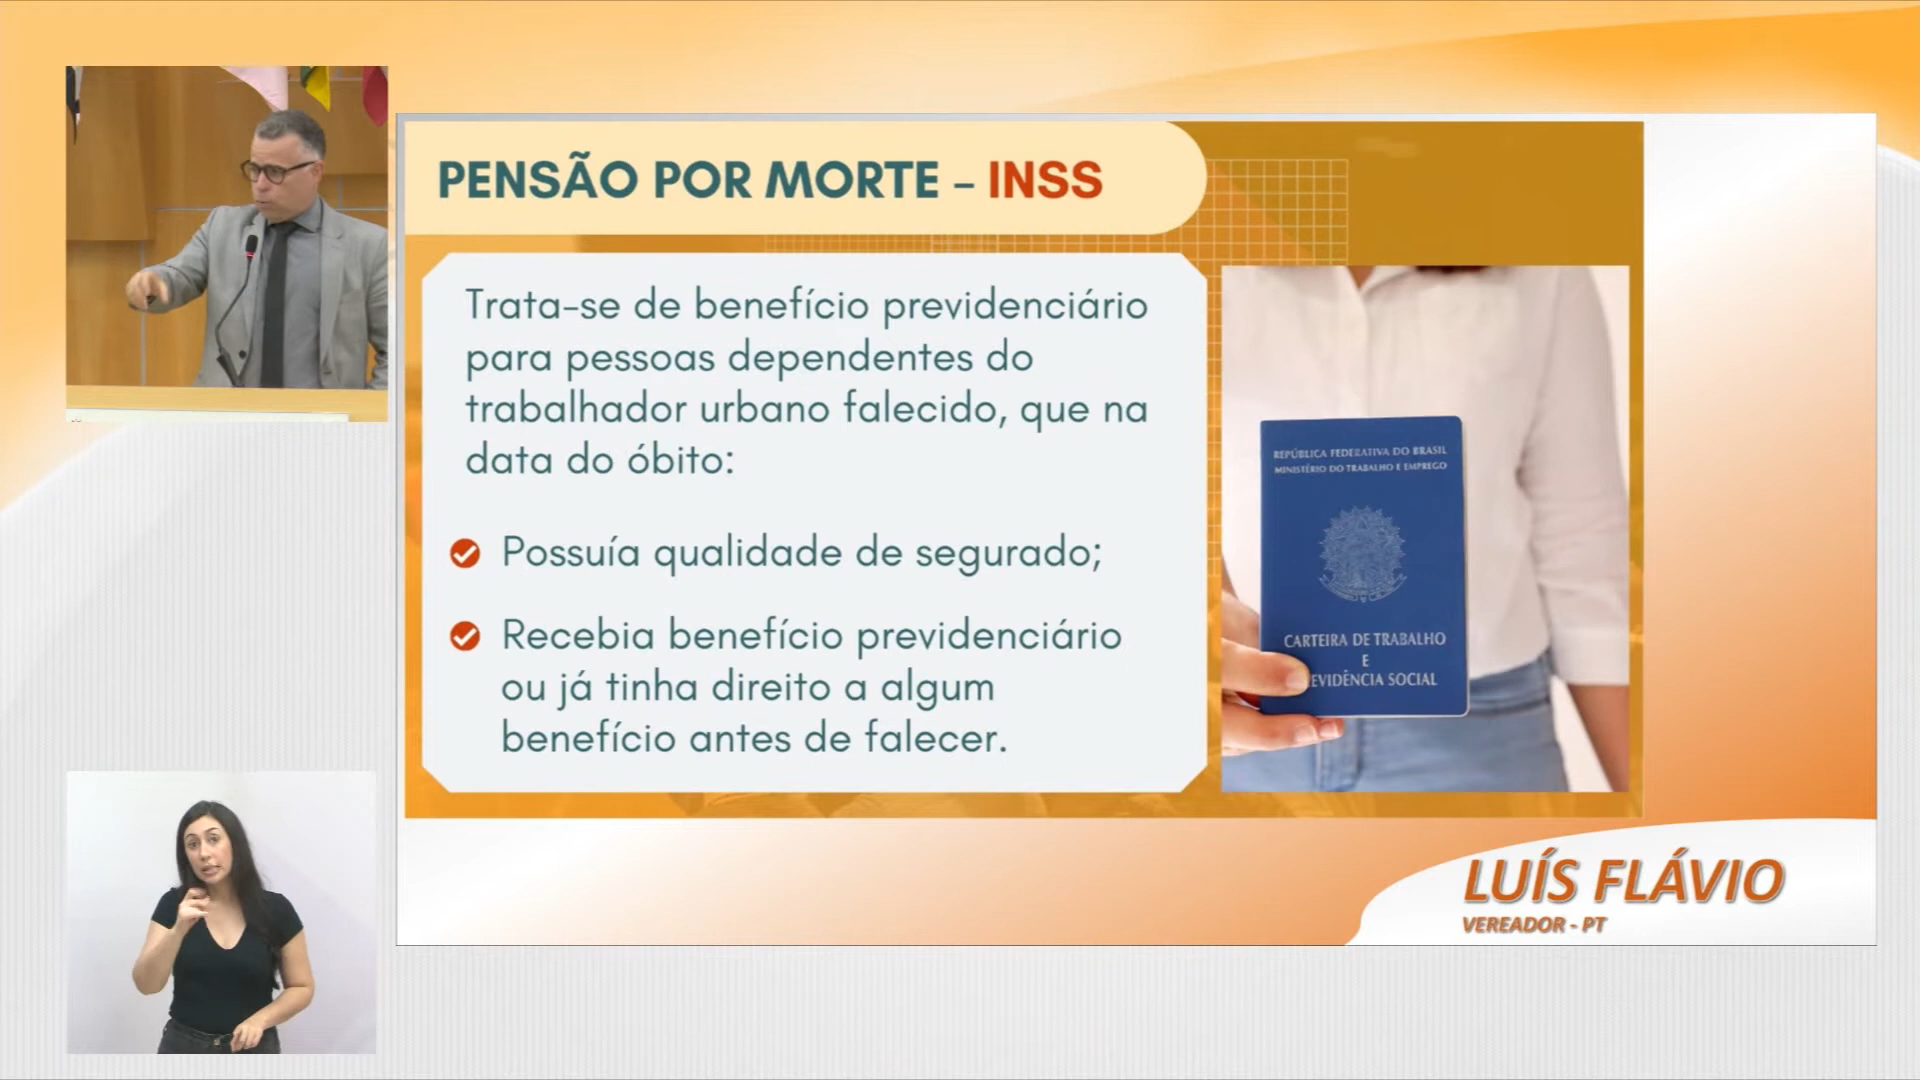 PENSÃO POR MORTE - INSS
Trata-se de benefício previdenciário
para pessoas dependentes do
trabalhador urbano falecido, que na
data do óbito:
Possuía qualidade de segurado;
Recebia benefício previdenciário
ou já tinha direito a algum
benefício antes de falecer.
REPÚBLICA FEDERATIVA DO BRASIL
MINISTÉRIO DO TRABALHO E EMPREGO
CARTEIRA DE TRABALHO
E
EVIDÊNCIA SOCIAL
LUÍS FLÁVIO
VEREADOR - PT